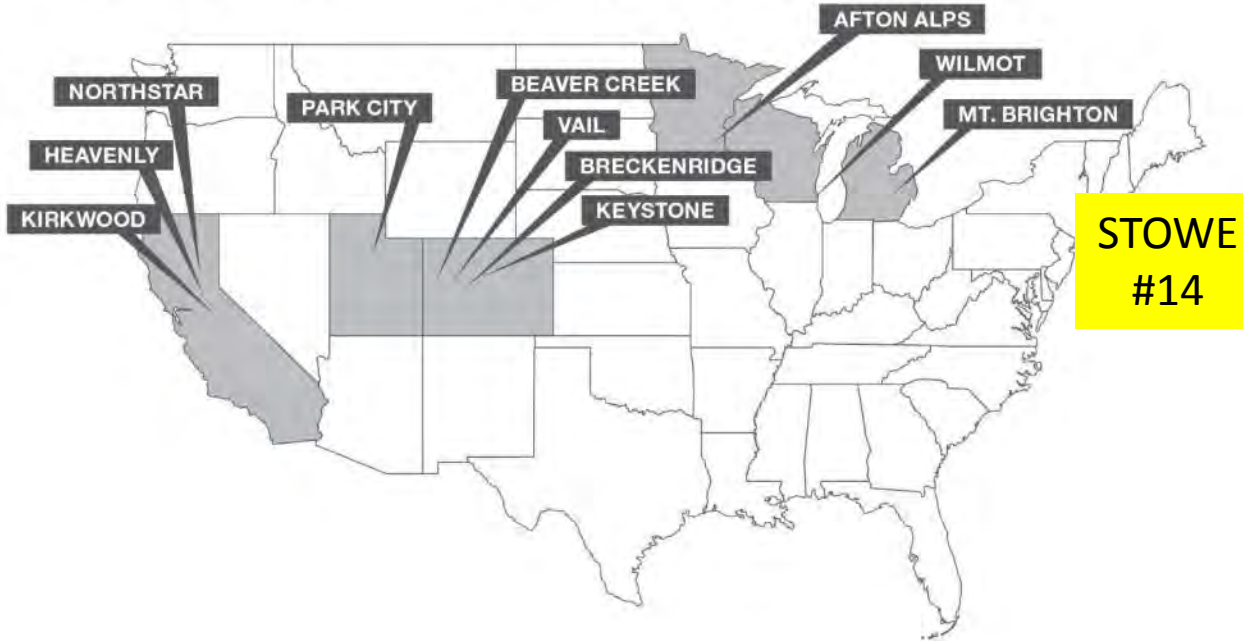 AFTON ALPS
WILMOT
NORTHSTAR
PARK CITY
BEAVER CREEK
MT. BRIGHTON
VAIL
HEAVENLY
BRECKENRIDGE
KIRKWOOD
KEYSTONE
STOWE
#14